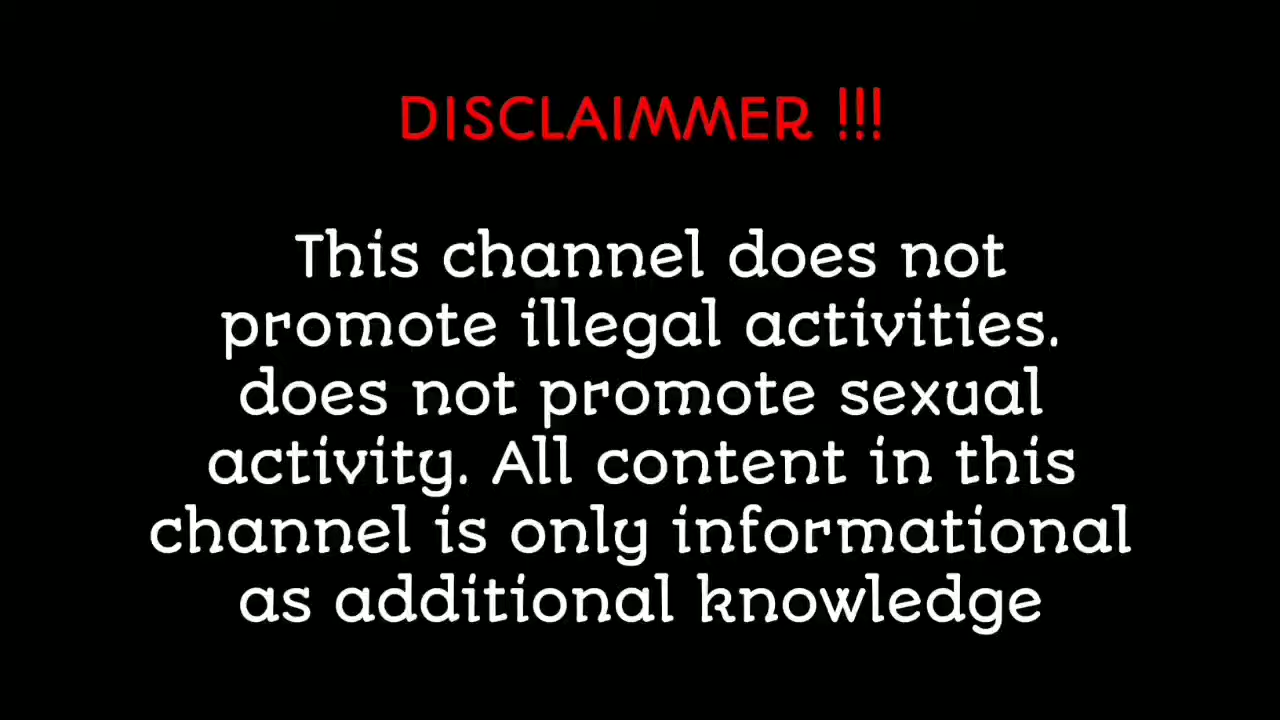 DISCLAIMMER !!!
This channel does not
promote illegal activities.
does not promote sexual
activity. All content in this
channel is only informational
as additional knowledge